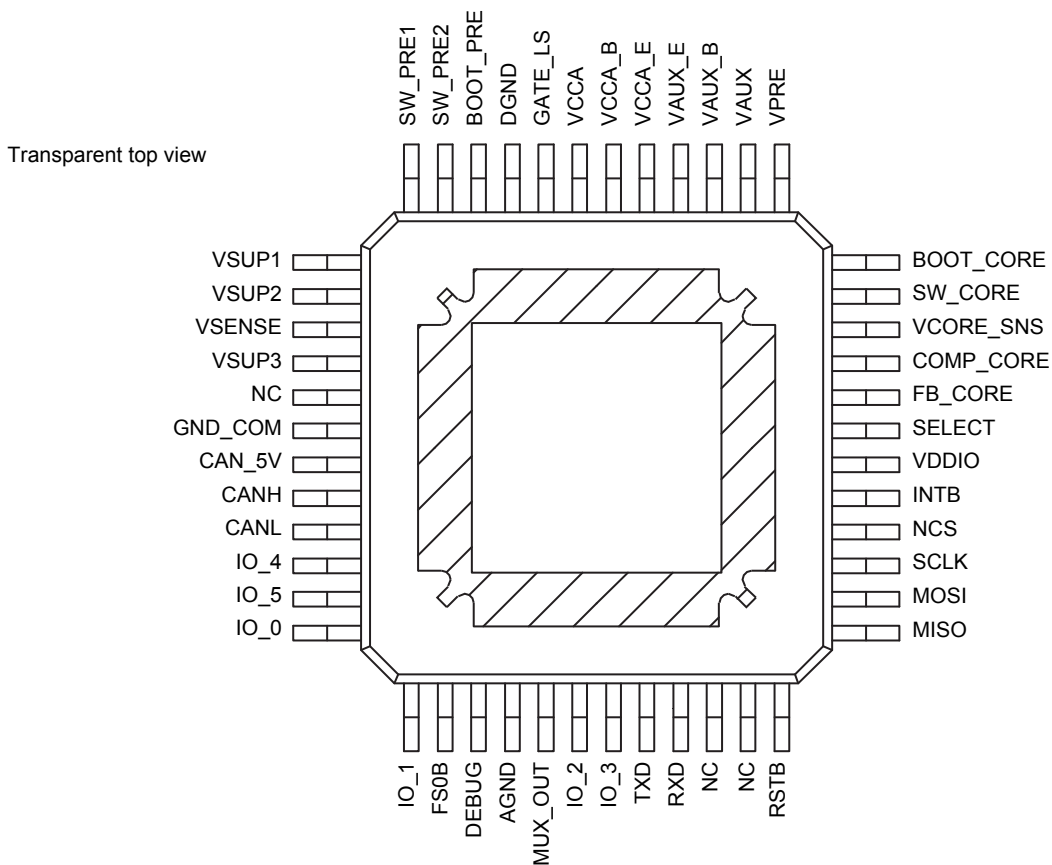 SW_PRE1
SW_PRE2
BOOT_PRE
DGND
GATE_LS
VCCA
VCCA_B
VCCA_E
VAUX_E
VAUX_B
VAUX
VPRE
Transparent top view
VSUP1
VSUP2
VSENSE
VSUP3
NC
GND_COM
CAN_5V
CANH
CANL
IO_4
IO_5
IO_0
BOOT_CORE
SW_CORE
VCORE_SNS
COMP_CORE
FB_CORE
SELECT
VDDIO
INTB
NCS
SCLK
MOSI
MISO
IO_1
FS0B
DEBUG
AGND
MUX_OUT
IO_2
IO_3
TXD
RXD
NC
NC
RSTB